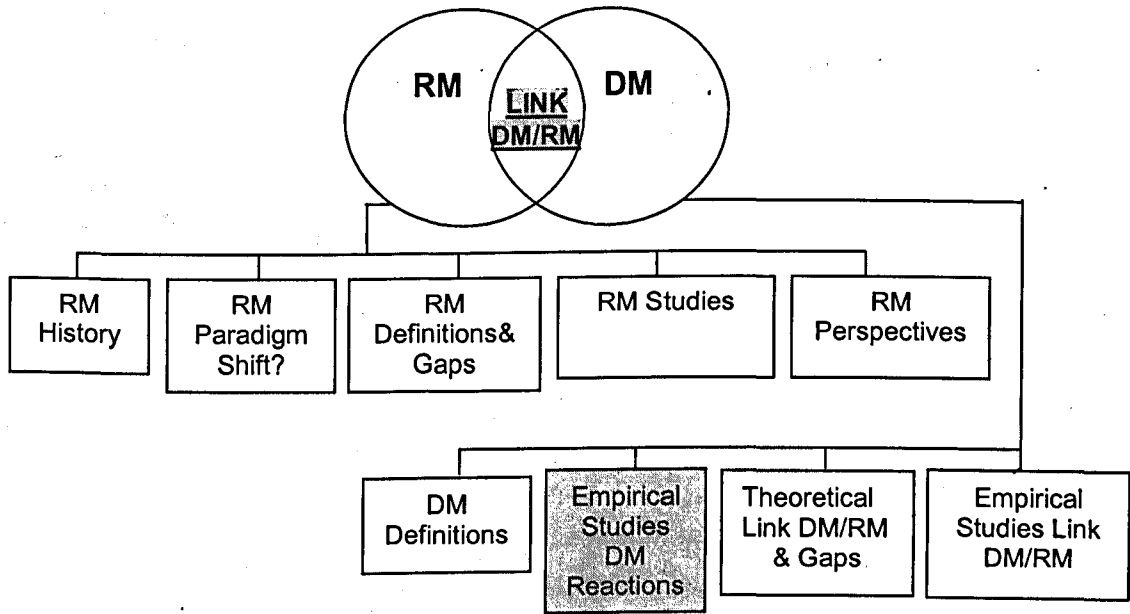 RM
DM
LINK
DM/RM
RM
History
RM
Paradigm
Shift?
RM
Definitions&
Gaps
RM Studies
RM
Perspectives
DM
Definitions
Empirical
Studies
DM
Reactions
Theoretical
Link DM/RM
& Gaps
Empirical
Studies Link
DM/RM